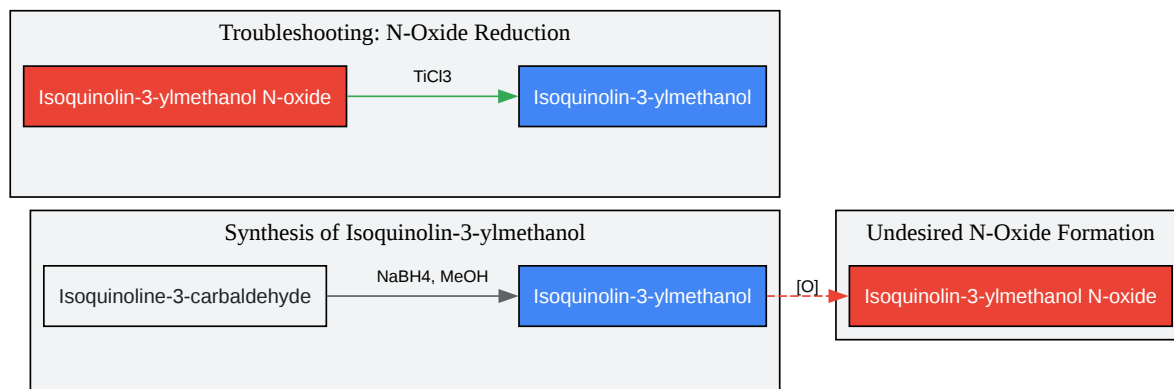 Troubleshooting: N-Oxide Reduction
Isoquinolin-3-ylmethanol N-oxide
TiCl3
Isoquinolin-3-ylmethanol
Synthesis of Isoquinolin-3-ylmethanol
Isoquinoline-3-carbaldehyde
NaBH4, MeOH
Isoquinolin-3-ylmethanol
[O]
Undesired N-Oxide Formation
Isoquinolin-3-ylmethanol N-oxide